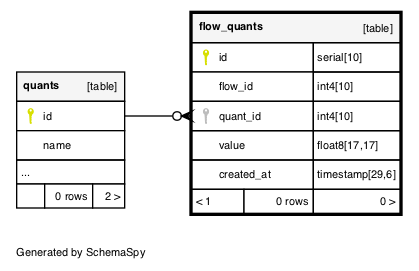 flow_quants [table]
id serial[10]
flow_id int4[10]
quant_id int4[10]
value float8[17,17]
created_at timestamp[29,6]
< 1 0 rows 0 >
quants [table]
id
name
...
0 rows 2 >
Generated by SchemaSpy